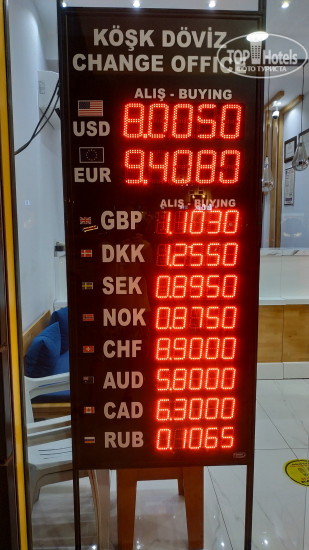 KÖŞK DÖVİZ
CHANGE OFFICE
TOP Hotels
ФОТО ТУРИСТА
ALIŞ - BUYING
USD 8.0050
EUR 9.4080
ALIŞ - BUYING
GBP 1.1030
DKK 1.2550
SEK 0.8950
NOK 0.8750
CHF 8.9000
AUD 5.8000
CAD 6.3000
RUB 0.1065